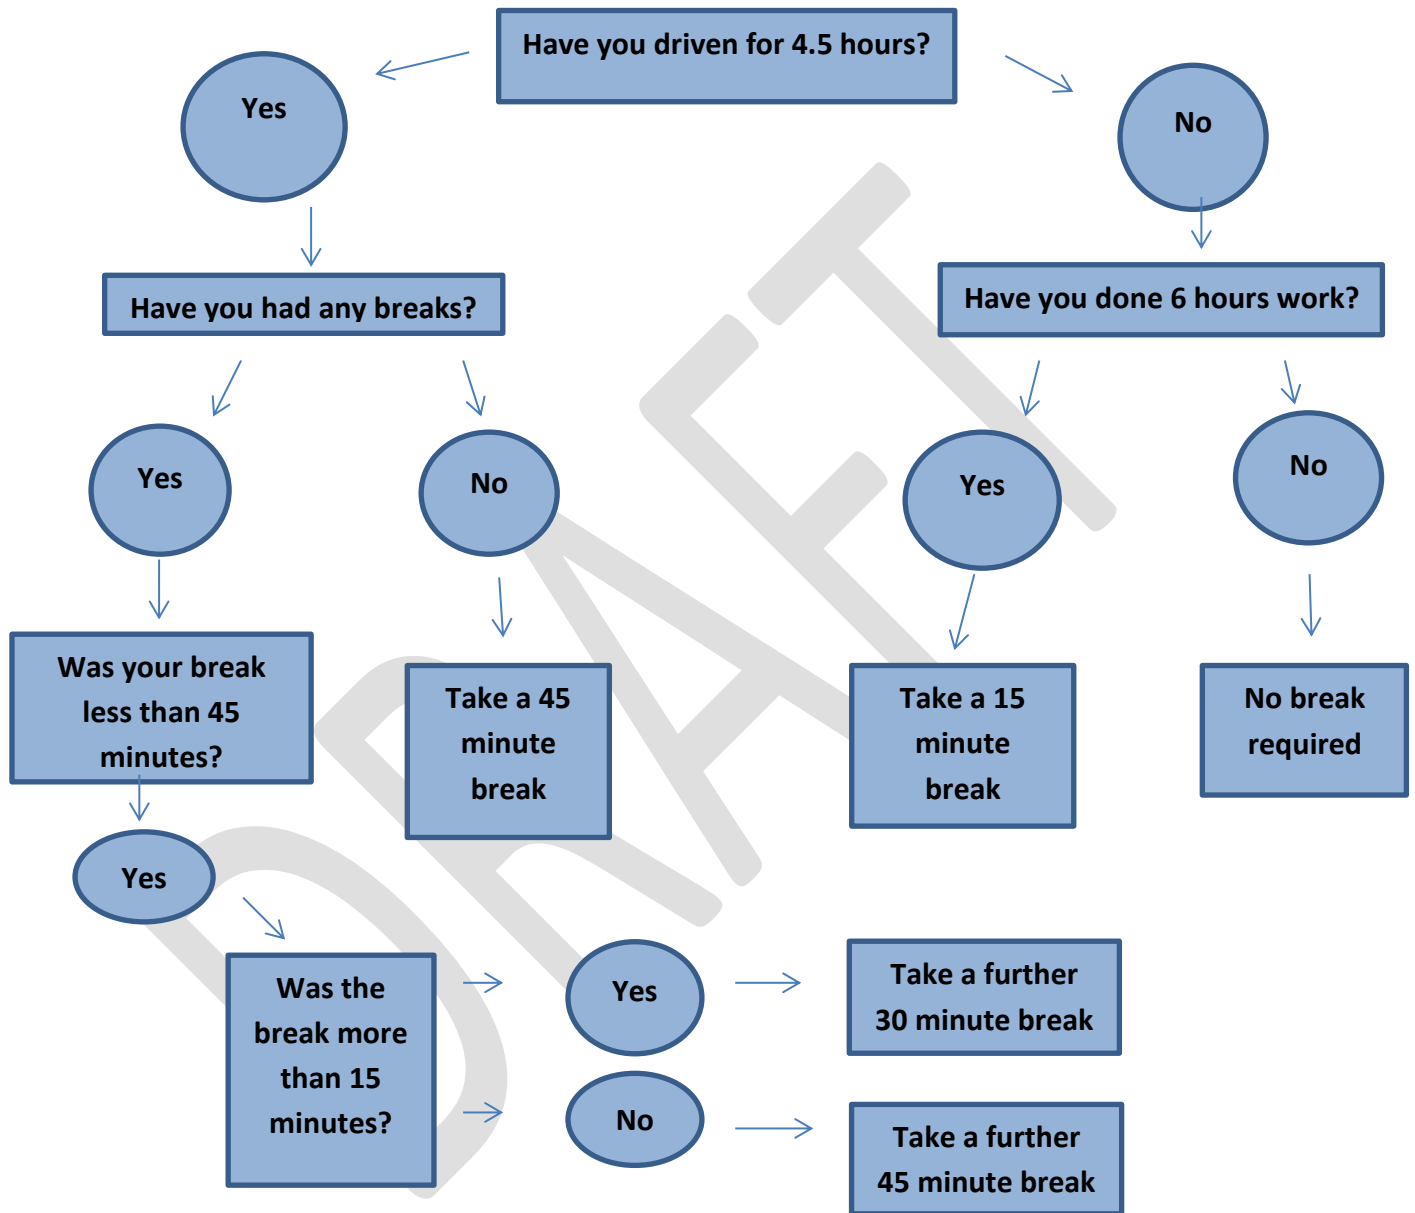 Have you driven for 4.5 hours?
Yes
No
Have you had any breaks?
Have you done 6 hours work?
Yes
No
Yes
No
Was your break
less than 45
minutes?
Take a 45
minute
break
Take a 15
minute
break
No break
required
Yes
Was the
break more
than 15
minutes?
Yes
Take a further
30 minute break
No
Take a further
45 minute break
DRAFT